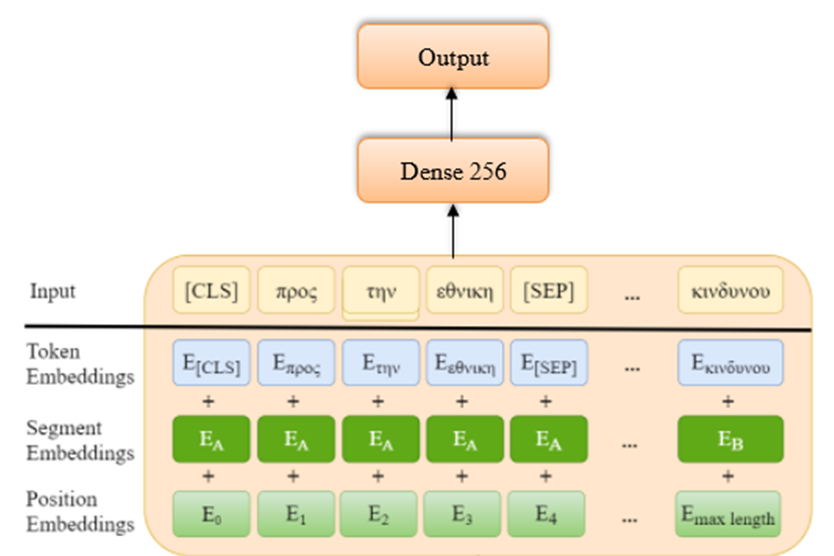 Output
Dense 256
Input [CLS] προς την εθνικη [SEP] ... κινδυνου
Token Embeddings E[CLS] Eπρος Eτην Eεθνικη E[SEP] ... Eκινδυνου
+ + + + + +
Segment Embeddings EA EA EA EA EA ... EB
+ + + + + +
Position Embeddings E0 E1 E2 E3 E4 ... Emax length